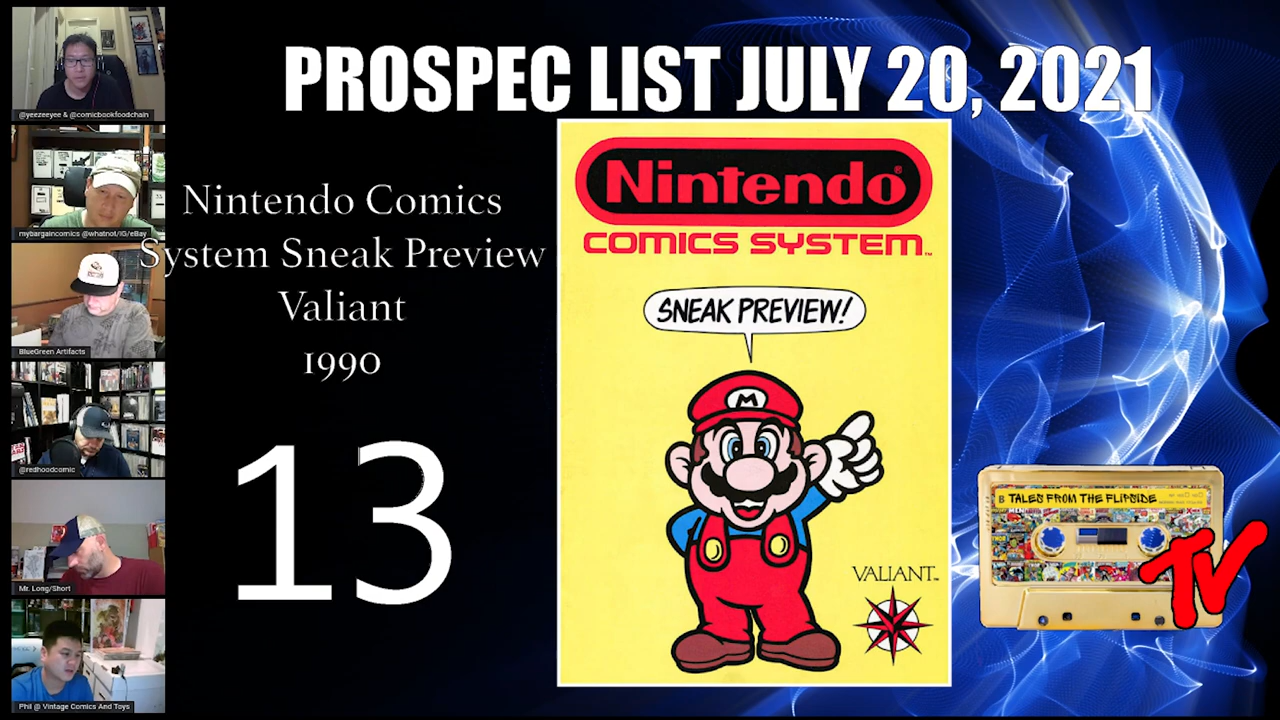 PROSPEC LIST JULY 20, 2021
@yeezeeyee & @comicbookfoodchain
mybargaincomics @whatnot/IG/eBay
BlueGreen Artifacts
@redhoodcomic
Mr. Long/Short
Phil @ Vintage Comics And Toys
Nintendo Comics
System Sneak Preview
Valiant
1990
13
Nintendo®
COMICS SYSTEM™
SNEAK PREVIEW!
M
VALIANT™
B TALES FROM THE FLIPSIDE
TV